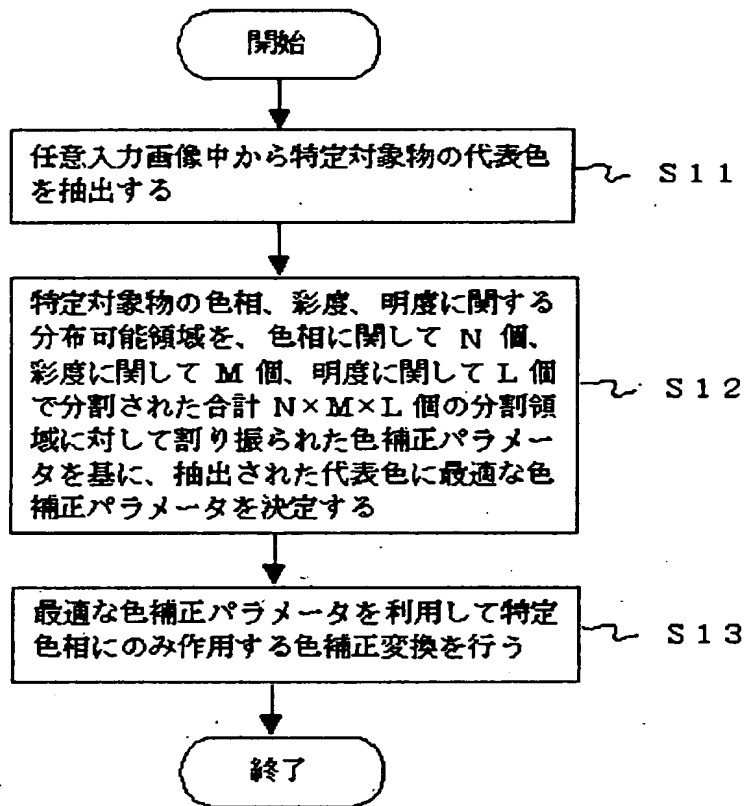 開始
任意入力画像中から特定対象物の代表色
を抽出する
S11
特定対象物の色相、彩度、明度に関する
分布可能領域を、色相に関して N 個、
彩度に関して M 個、明度に関して L 個
で分割された合計 N×M×L 個の分割領
域に対して割り振られた色補正パラメー
タを基に、抽出された代表色に最適な色
補正パラメータを決定する
S12
最適な色補正パラメータを利用して特定
色相にのみ作用する色補正変換を行う
S13
終了